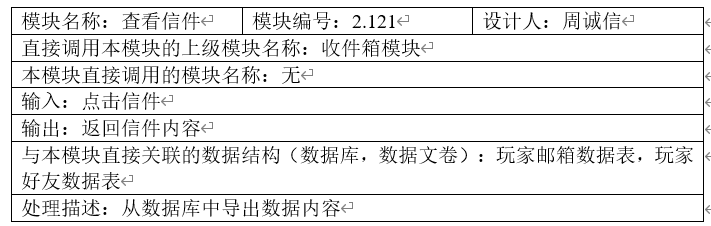 模块名称：查看信件 模块编号：2.121 设计人：周诚信
直接调用本模块的上级模块名称：收件箱模块
本模块直接调用的模块名称：无
输入：点击信件
输出：返回信件内容
与本模块直接关联的数据结构（数据库，数据文卷）：玩家邮箱数据表，玩家
好友数据表
处理描述：从数据库中导出数据内容